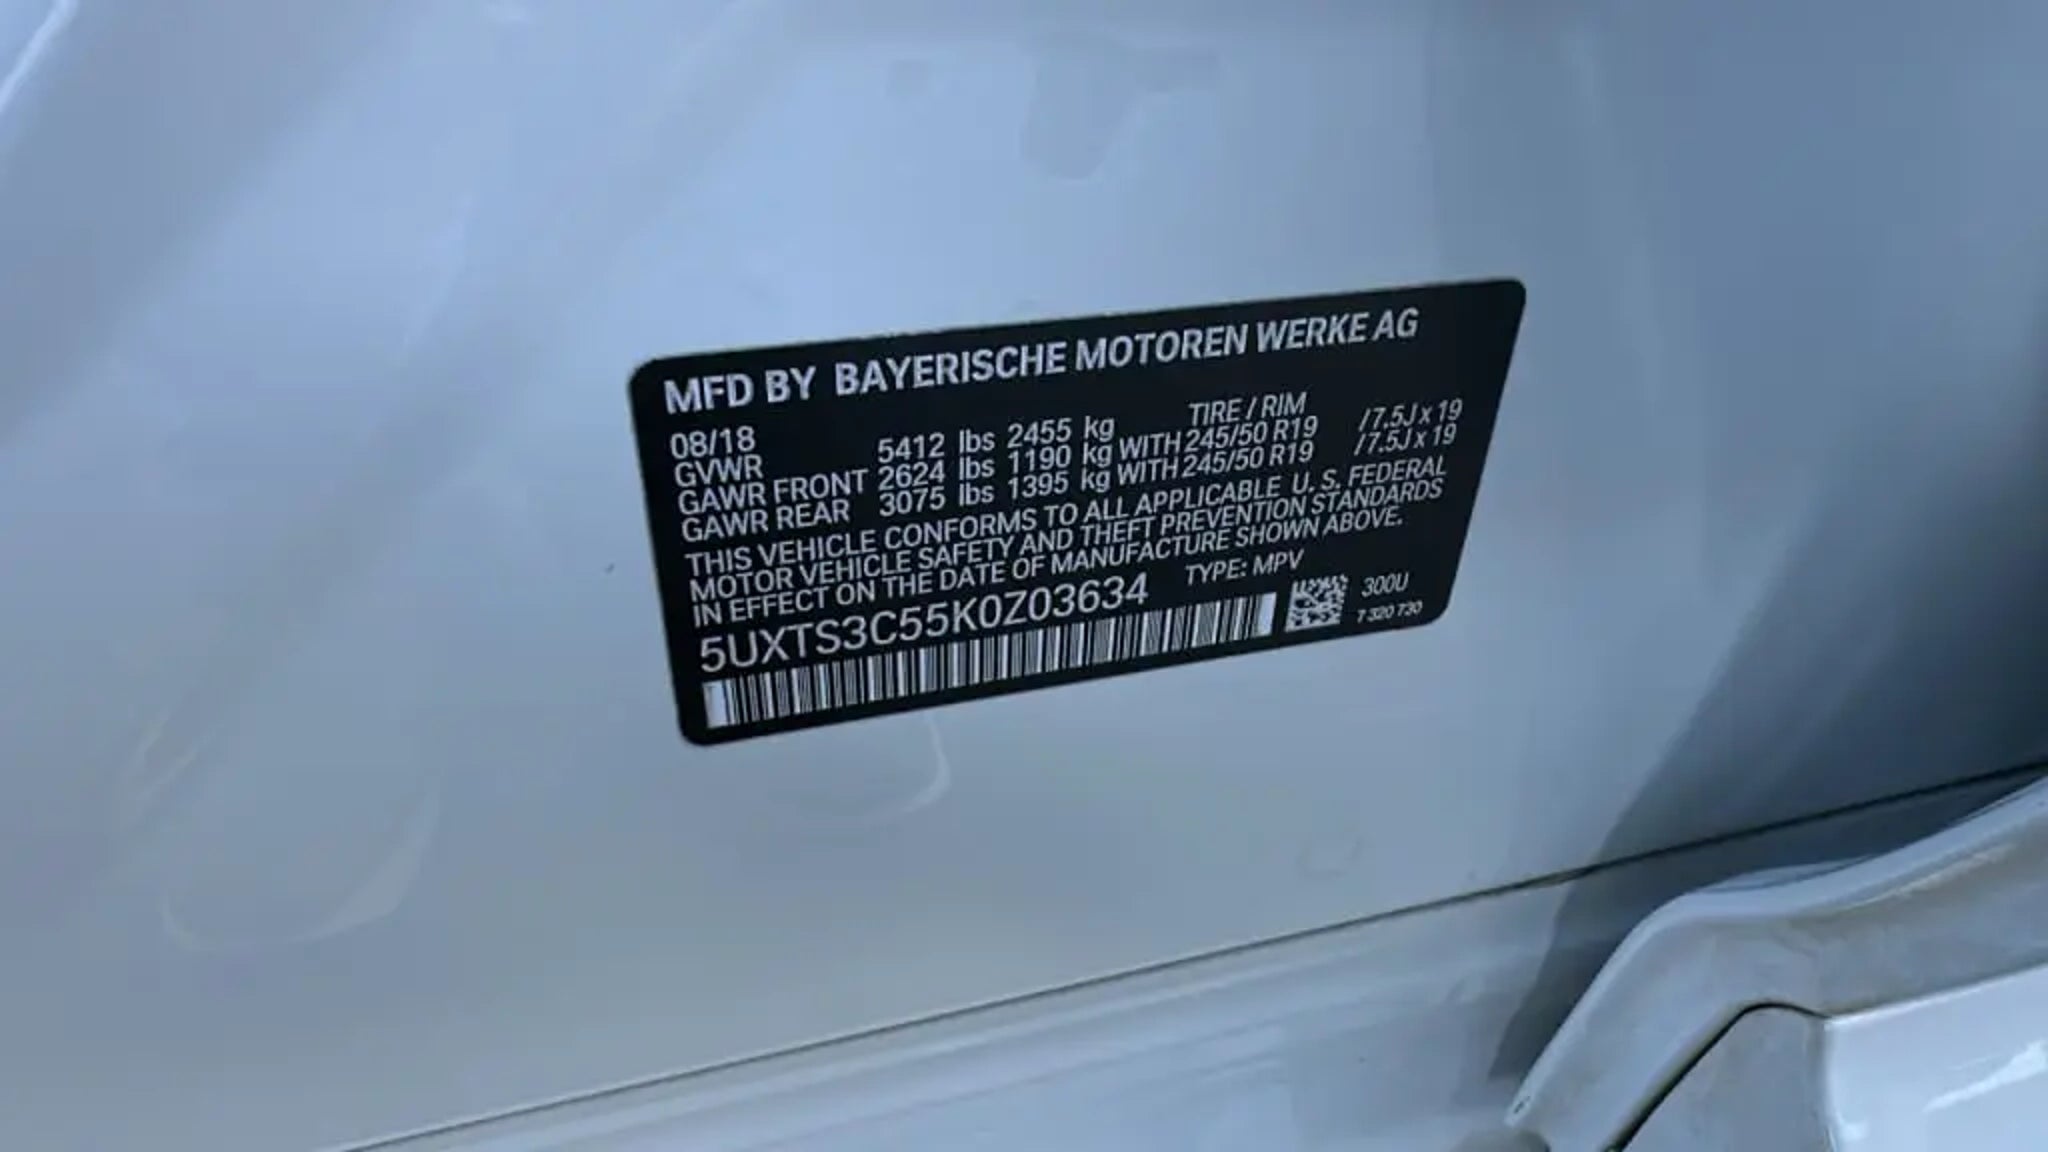 MFD BY BAYERISCHE MOTOREN WERKE AG
08/18 TIRE / RIM
GVWR 5412 lbs 2455 kg
GAWR FRONT 2624 lbs 1190 kg WITH 245/50 R19 /7.5J x 19
GAWR REAR 3075 lbs 1395 kg WITH 245/50 R19 /7.5J x 19
THIS VEHICLE CONFORMS TO ALL APPLICABLE U. S. FEDERAL
MOTOR VEHICLE SAFETY AND THEFT PREVENTION STANDARDS
IN EFFECT ON THE DATE OF MANUFACTURE SHOWN ABOVE.
5UXTS3C55K0Z03634 TYPE: MPV
300U
7 320 730